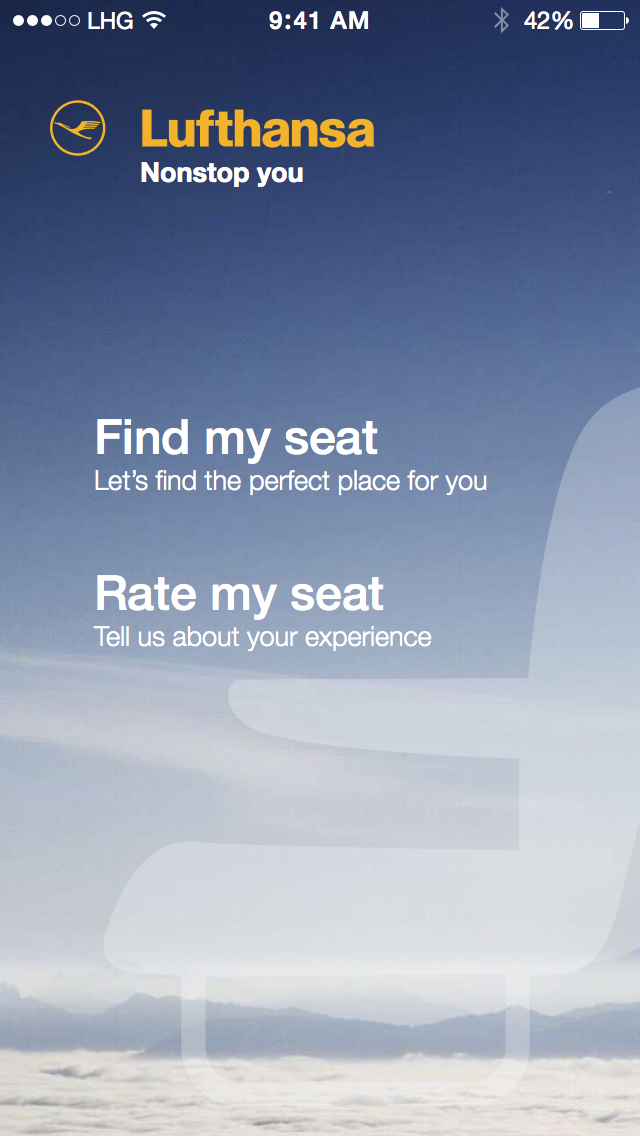 LHG 9:41 AM 42%
Lufthansa
Nonstop you
Find my seat
Let's find the perfect place for you
Rate my seat
Tell us about your experience